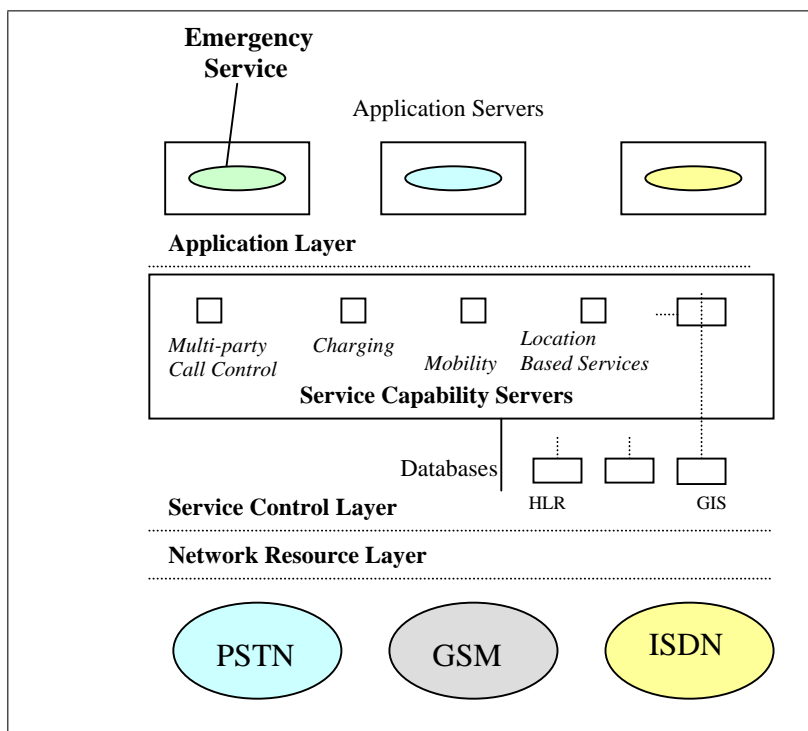 Emergency
Service
Application Servers
Application Layer
Multi-party
Call Control
Charging
Mobility
Location
Based Services
Service Capability Servers
Databases
HLR
GIS
Service Control Layer
Network Resource Layer
PSTN
GSM
ISDN